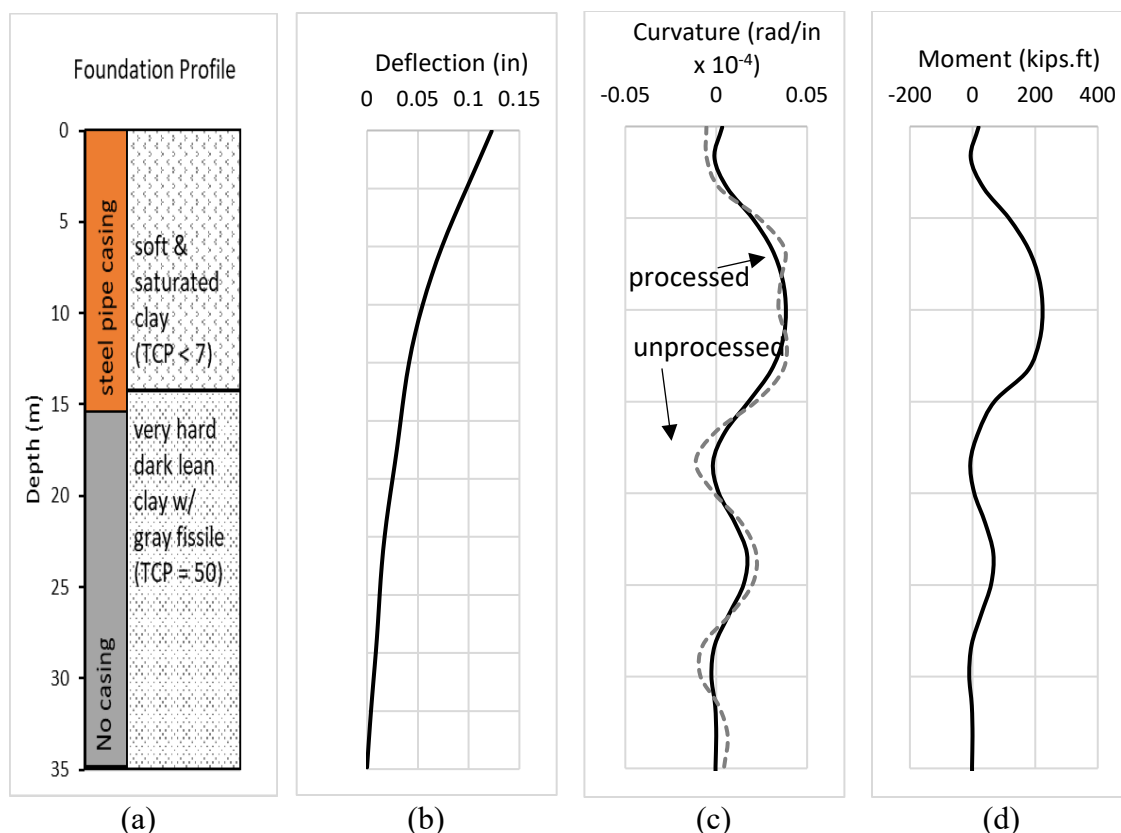 Foundation Profile
Depth (m)
0
5
10
15
20
25
30
35
steel pipe casing
No casing
soft &
saturated
clay
(TCP < 7)
very hard
dark lean
clay w/
gray fissile
(TCP = 50)
(a)
Deflection (in)
0 0.05 0.1 0.15
(b)
Curvature (rad/in
x 10-4)
-0.05 0 0.05
processed
unprocessed
(c)
Moment (kips.ft)
-200 0 200 400
(d)